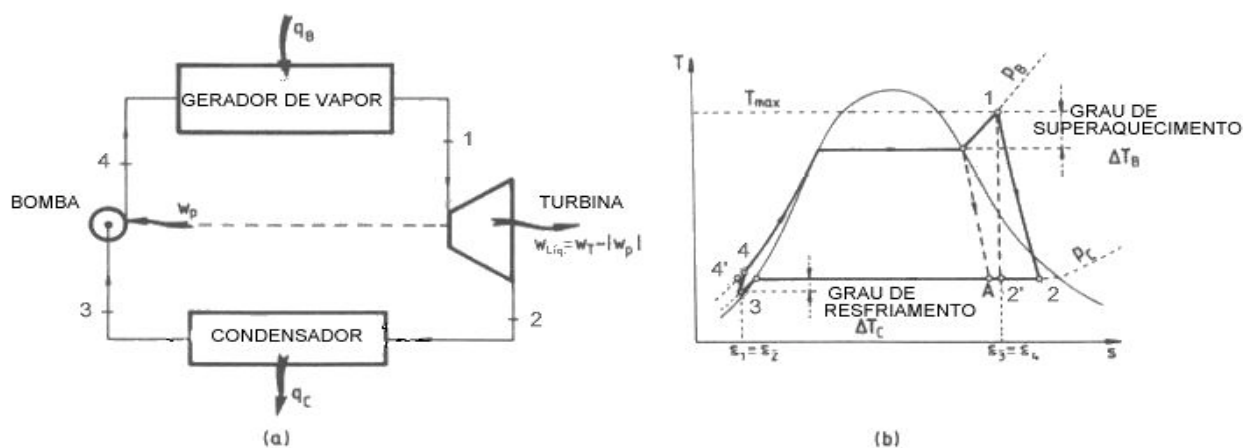 q_B
GERADOR DE VAPOR
1
4
BOMBA
w_p
TURBINA
w_Líq.=w_T-|w_p|
3
CONDENSADOR
2
q_C
(a)
T
T_max
P_B
1
GRAU DE
SUPERAQUECIMENTO
ΔT_B
4
4'
3
A
2'
2
P_C
GRAU DE
RESFRIAMENTO
ΔT_C
s_1=s_2
s_3=s_4
s
(b)